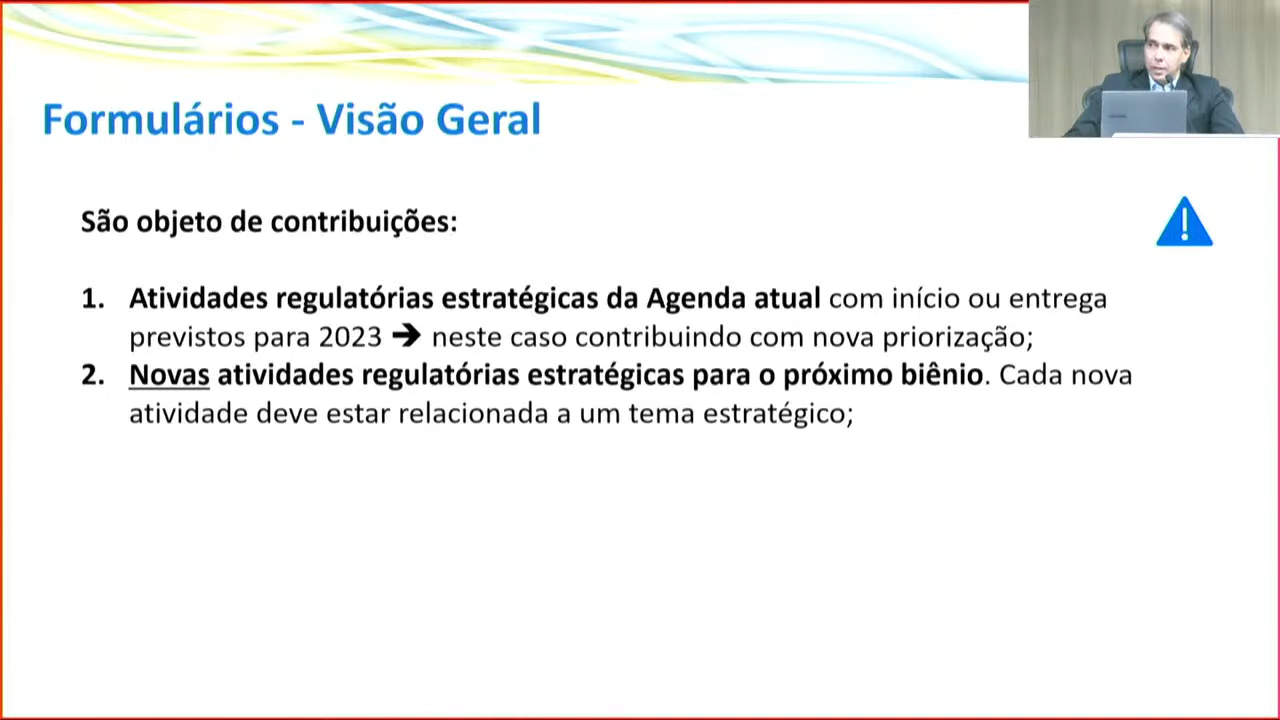 Formulários - Visão Geral
São objeto de contribuições:
1. Atividades regulatórias estratégicas da Agenda atual com início ou entrega
previstos para 2023 ➔ neste caso contribuindo com nova priorização;
2. Novas atividades regulatórias estratégicas para o próximo biênio. Cada nova
atividade deve estar relacionada a um tema estratégico;